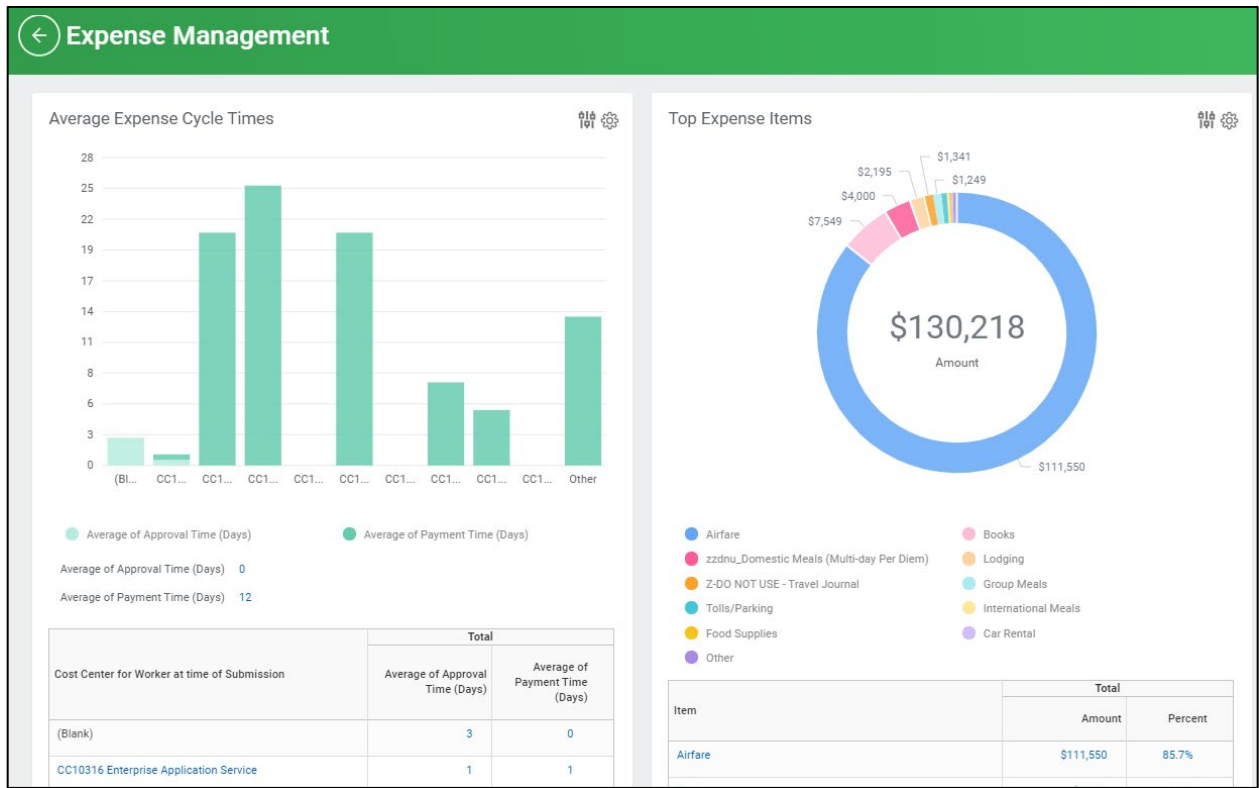 Expense Management
Average Expense Cycle Times
28
25
22
19
17
14
11
8
6
3
0
(Bl...
CC1...
CC1...
CC1...
CC1...
CC1...
CC1...
CC1...
CC1...
CC1...
Other
Average of Approval Time (Days)
Average of Payment Time (Days)
Average of Approval Time (Days) 0
Average of Payment Time (Days) 12
Cost Center for Worker at time of Submission
Total
Average of Approval
Time (Days)
Average of
Payment Time
(Days)
(Blank) 3 0
CC10316 Enterprise Application Service 1 1
Top Expense Items
$1,341
$2,195
$1,249
$4,000
$7,549
$130,218
Amount
$111,550
Airfare
Books
zzdnu_Domestic Meals (Multi-day Per Diem)
Lodging
Z-DO NOT USE - Travel Journal
Group Meals
Tolls/Parking
International Meals
Food Supplies
Car Rental
Other
Item
Total
Amount
Percent
Airfare $111,550 85.7%